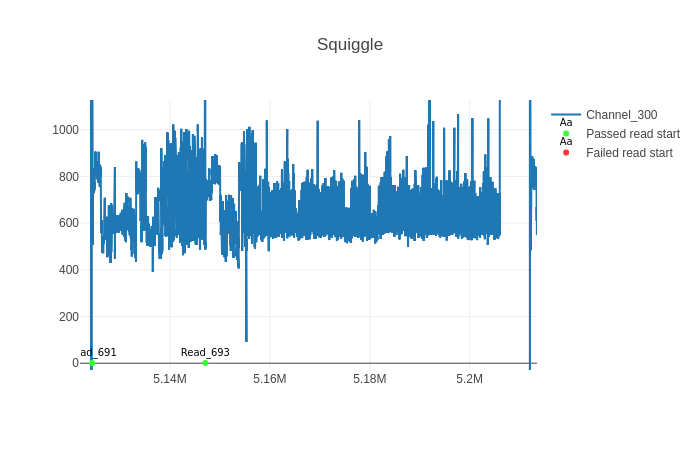 Squiggle
1000
800
600
400
200
0
5.14M
5.16M
5.18M
5.2M
ad_691
Read_693
Channel_300
Aa
Passed read start
Aa
Failed read start